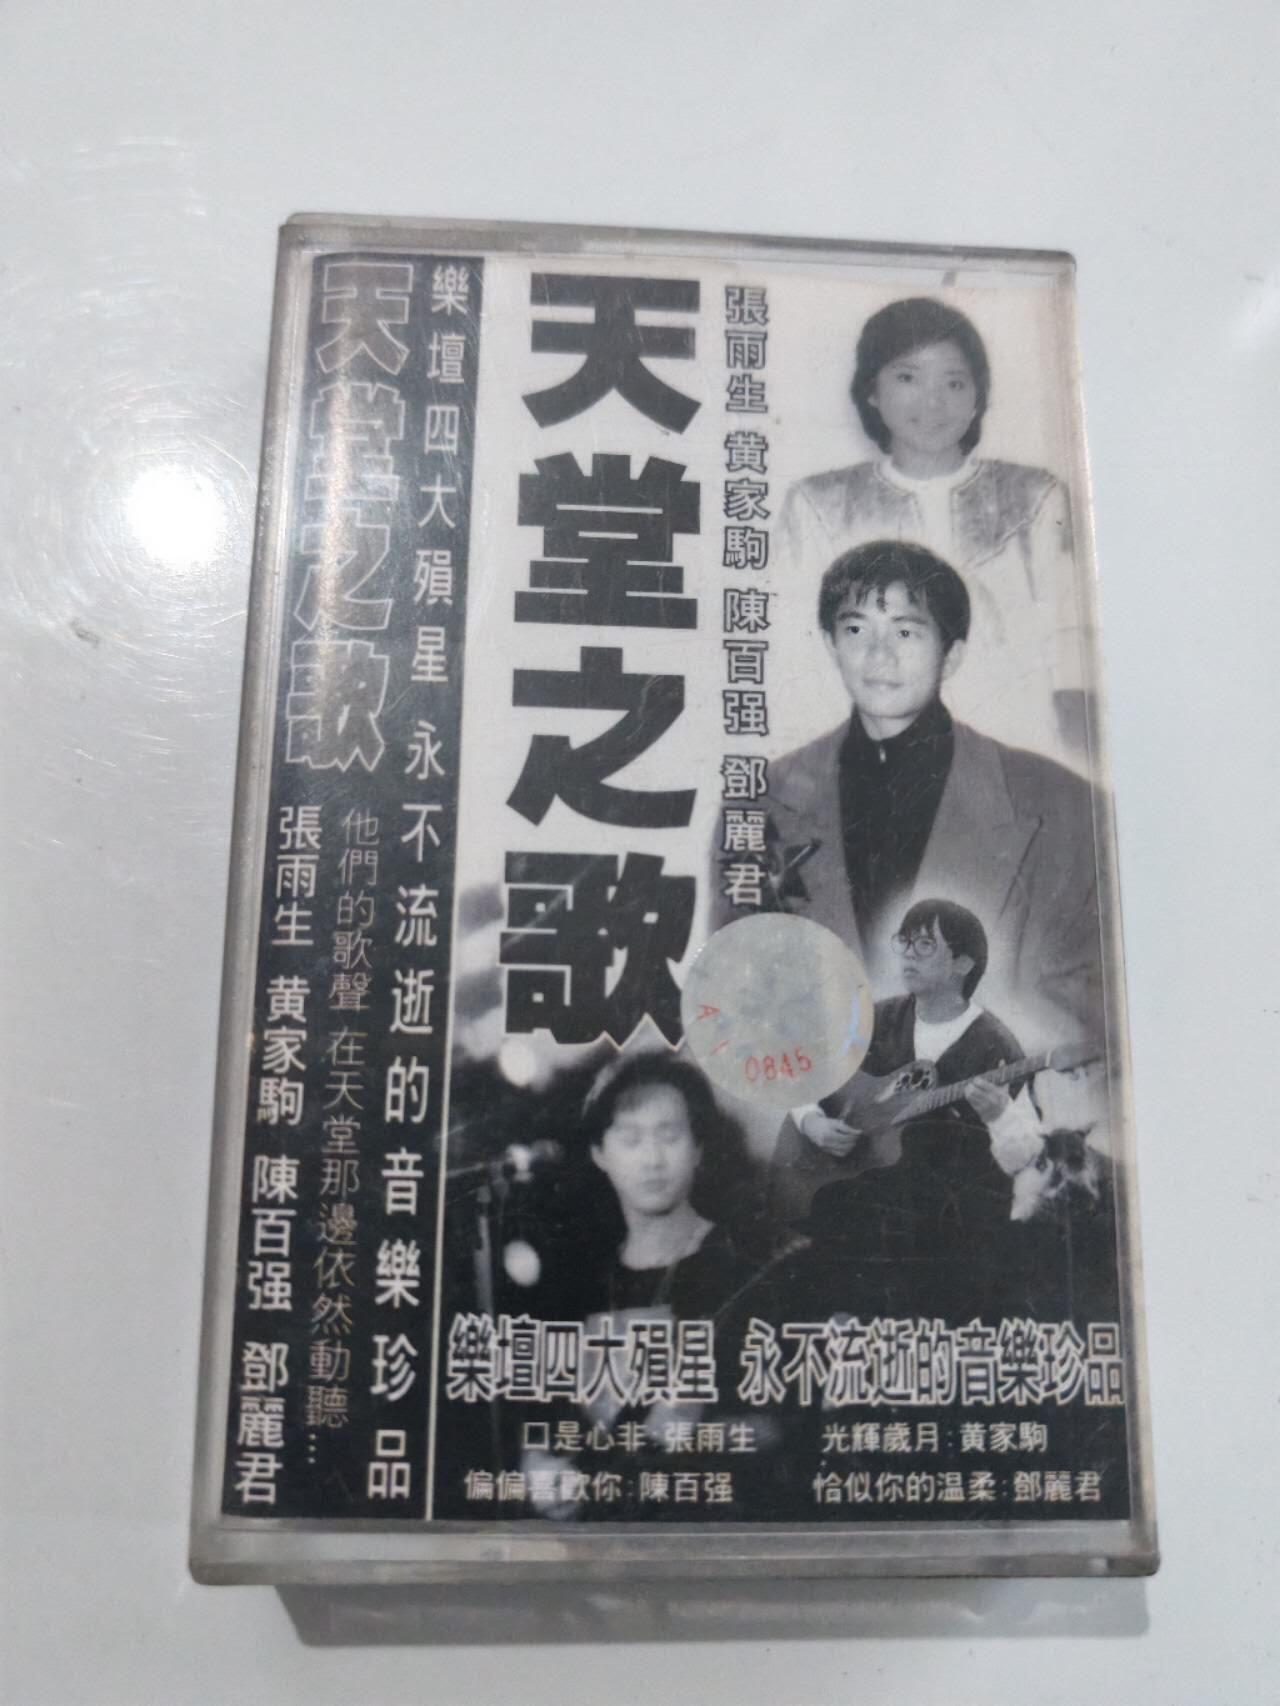 天堂之歌
樂壇四大殞星 永不流逝的音樂珍品
他們的歌聲 在天堂那邊依然動聽…
張雨生 黄家駒 陳百强 鄧麗君
天堂之歌
張雨生 黄家駒 陳百强 鄧麗君
0845
樂壇四大殞星 永不流逝的音樂珍品
口是心非:張雨生 光輝歲月:黄家駒
偏偏喜歡你:陳百强 恰似你的温柔:鄧麗君